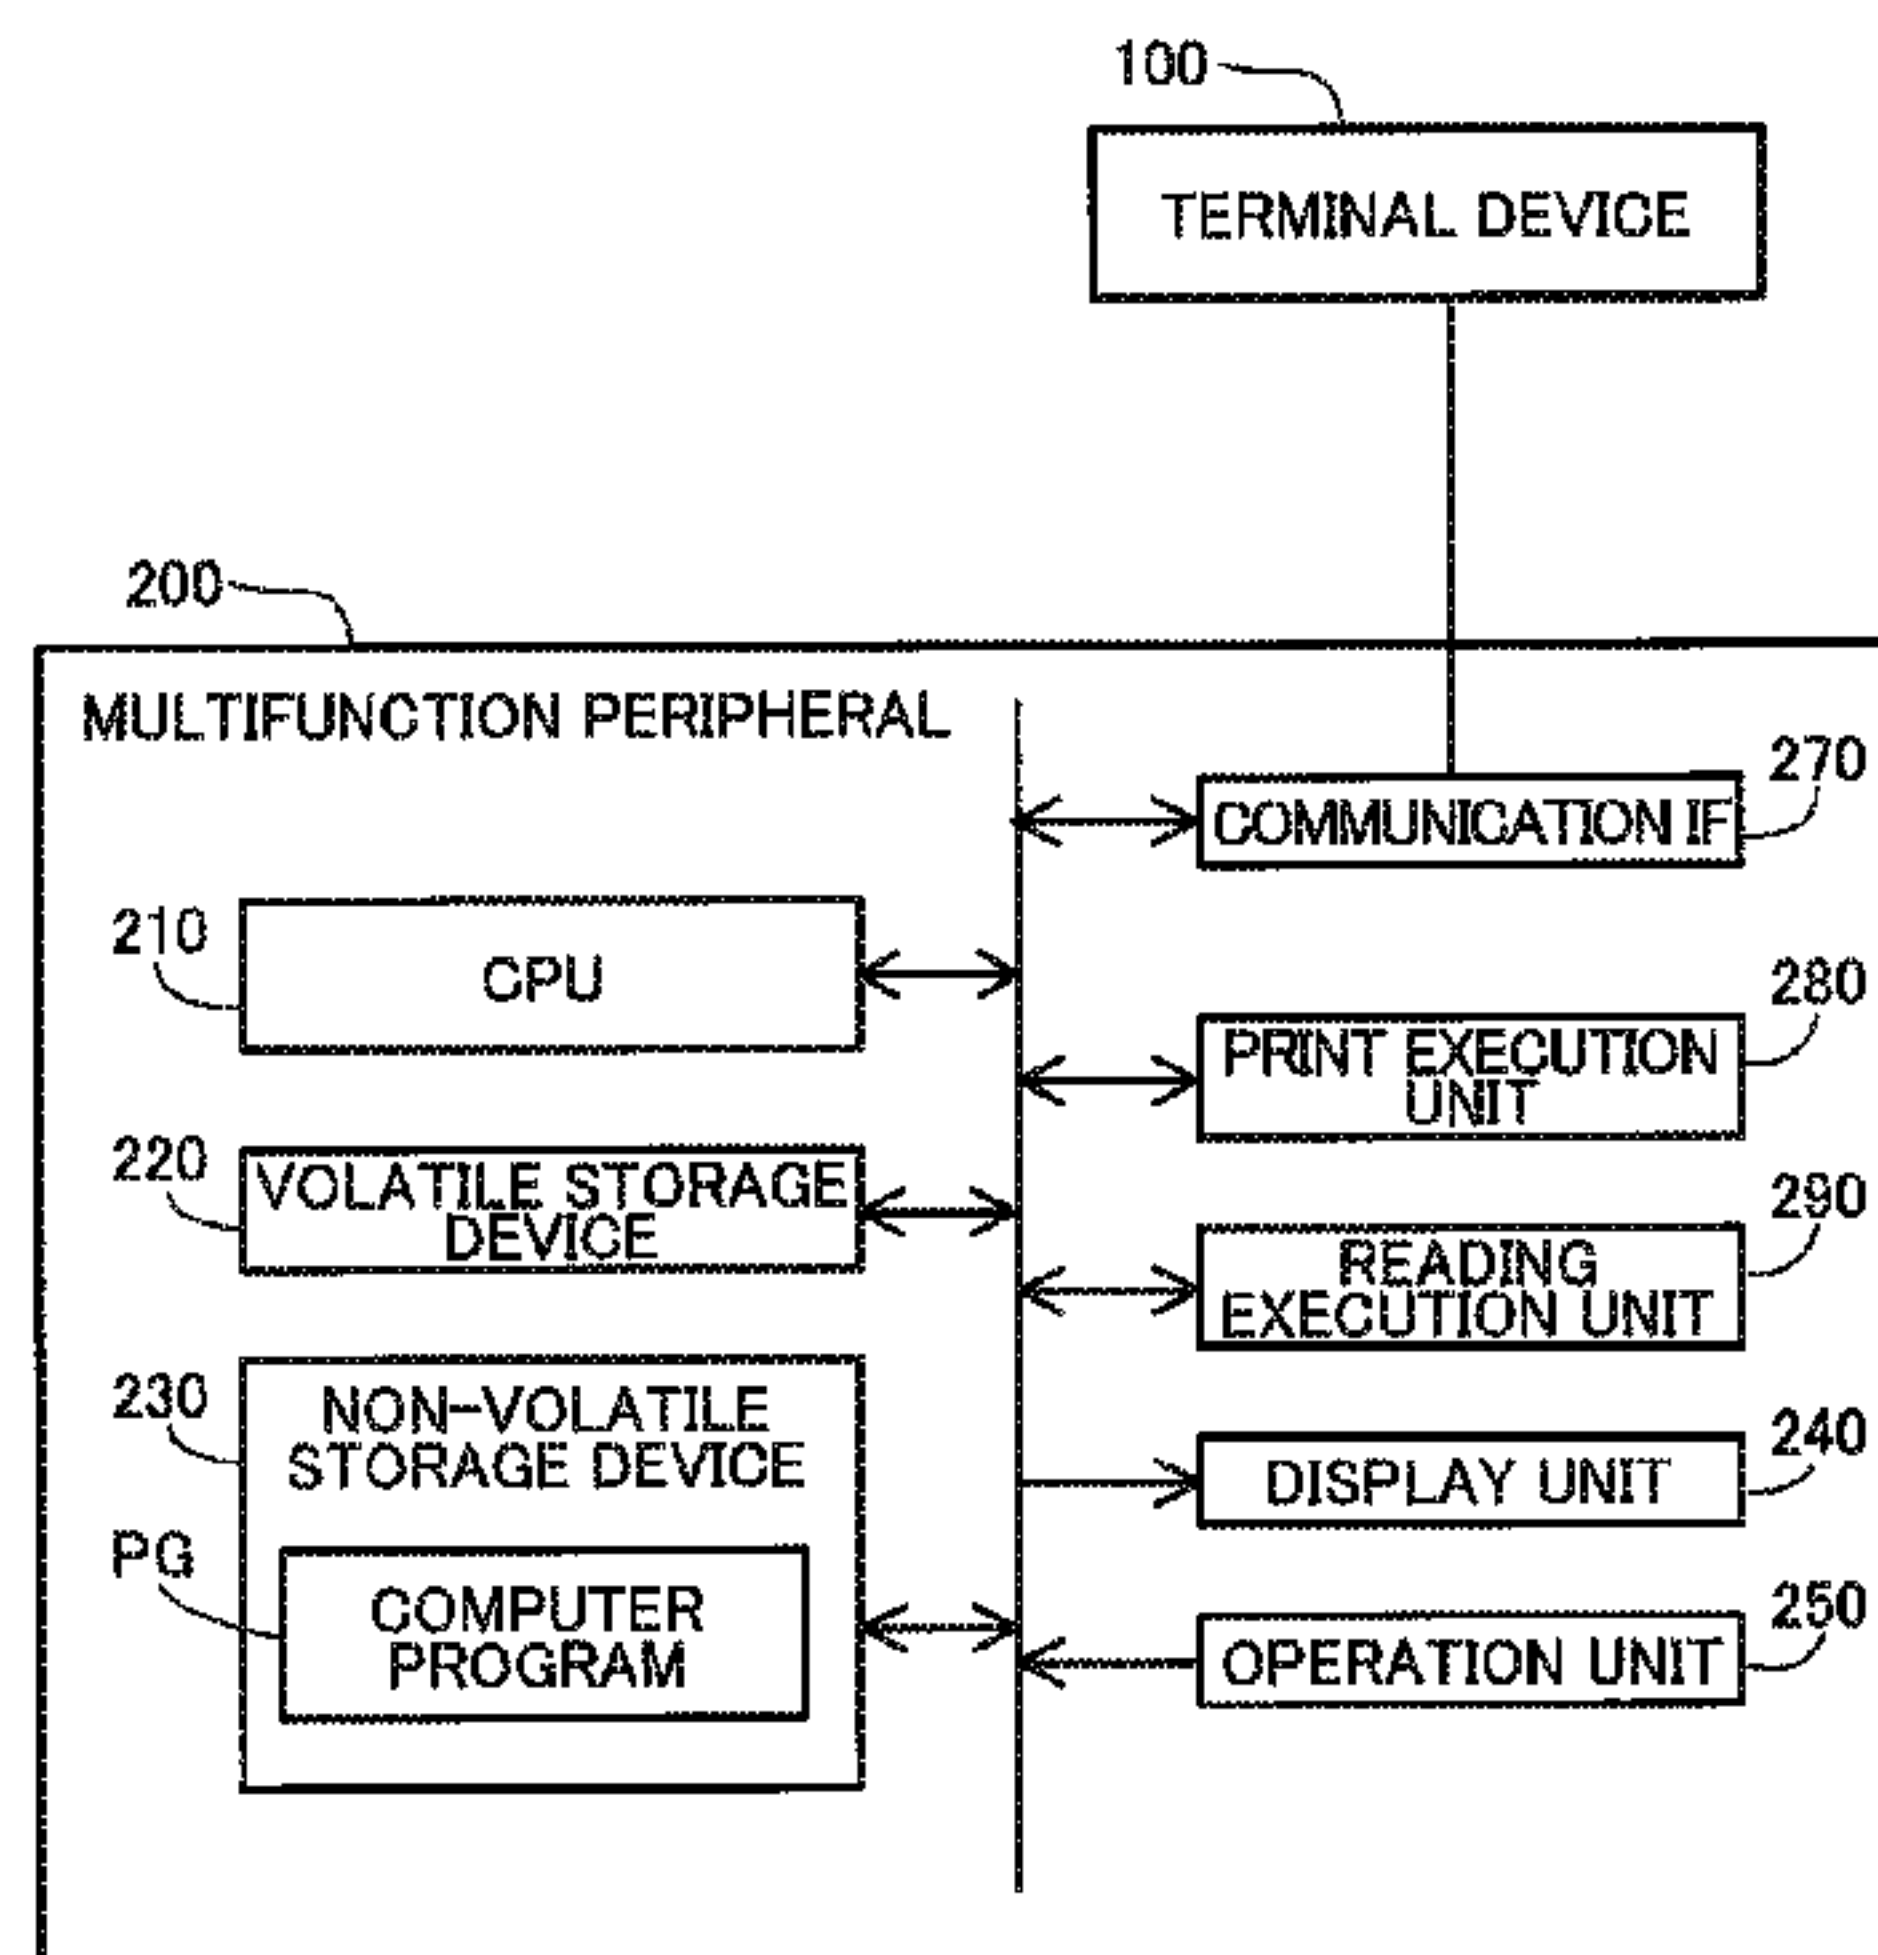 100
TERMINAL DEVICE
200
MULTIFUNCTION PERIPHERAL
270
COMMUNICATION IF
210
CPU
280
PRINT EXECUTION
UNIT
220
VOLATILE STORAGE
DEVICE
290
READING
EXECUTION UNIT
230
NON-VOLATILE
STORAGE DEVICE
240
DISPLAY UNIT
PG
COMPUTER
PROGRAM
250
OPERATION UNIT